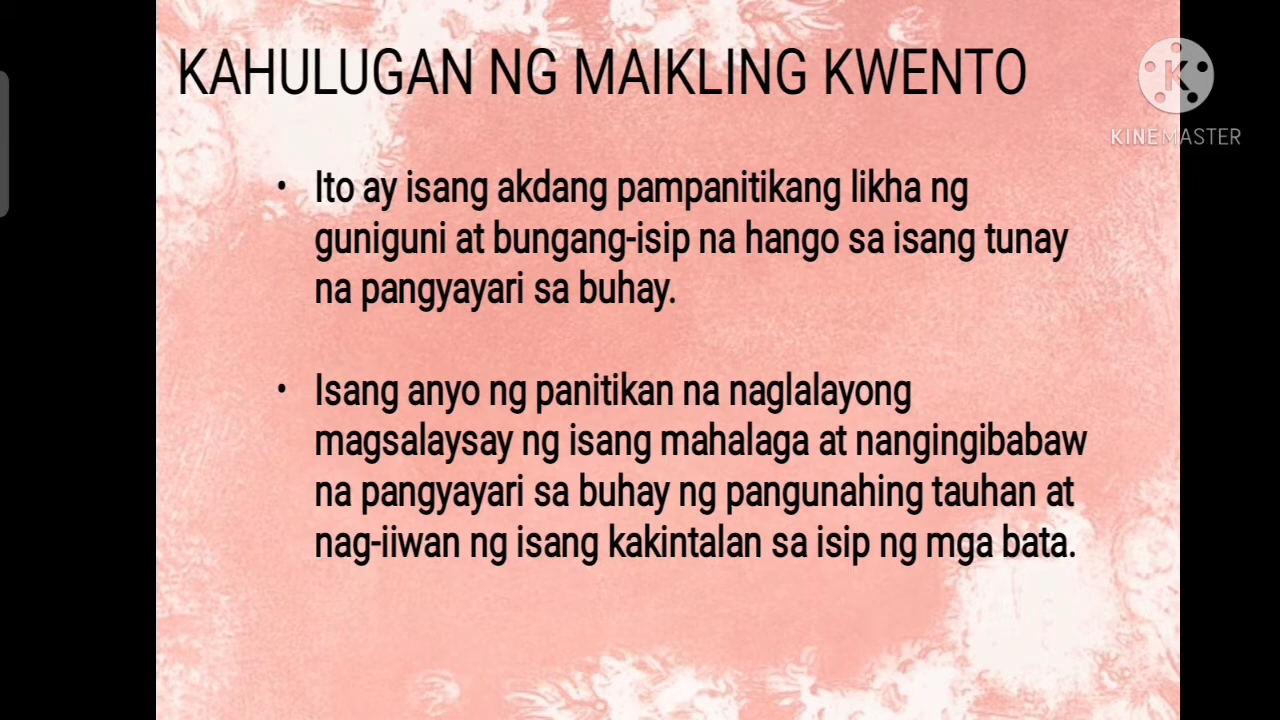 KAHULUGAN NG MAIKLING KWENTO
K
KINEMASTER
• Ito ay isang akdang pampanitikang likha ng
guniguni at bungang-isip na hango sa isang tunay
na pangyayari sa buhay.
• Isang anyo ng panitikan na naglalayong
magsalaysay ng isang mahalaga at nangingibabaw
na pangyayari sa buhay ng pangunahing tauhan at
nag-iiwan ng isang kakintalan sa isip ng mga bata.